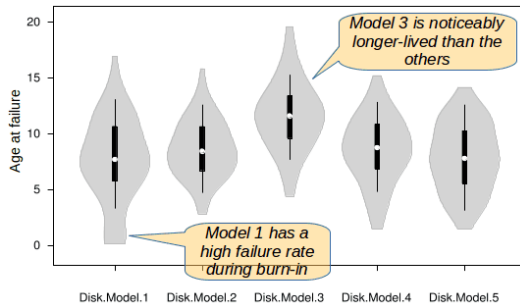 20
15
10
5
0
Age at failure
Model 3 is noticeably
longer-lived than the
others
Model 1 has a
high failure rate
during burn-in
Disk.Model.1 Disk.Model.2 Disk.Model.3 Disk.Model.4 Disk.Model.5